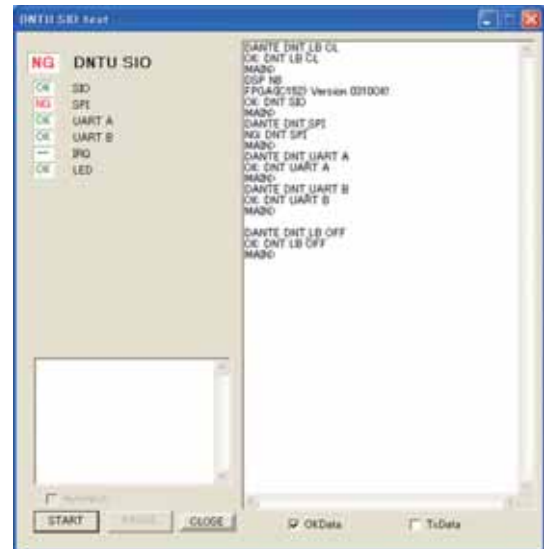 DNTU SIO test
NG DNTU SIO
OK SIO
NG SPI
OK UART A
OK UART B
-- IRQ
OK LED
DANTE DNT LB CL
OK: DNT LB CL
MAIN>
DSP NB
FPGA(IC152) Version
OK: DNT SIO
MAIN>
DANTE DNT SPI
NG: DNT SPI
MAIN>
DANTE DNT UART A
OK: DNT UART A
MAIN>
DANTE DNT UART B
OK: DNT UART B
MAIN>
DANTE DNT LB OFF
OK: DNT LB OFF
MAIN>
START
CLOSE
OKData
TxData